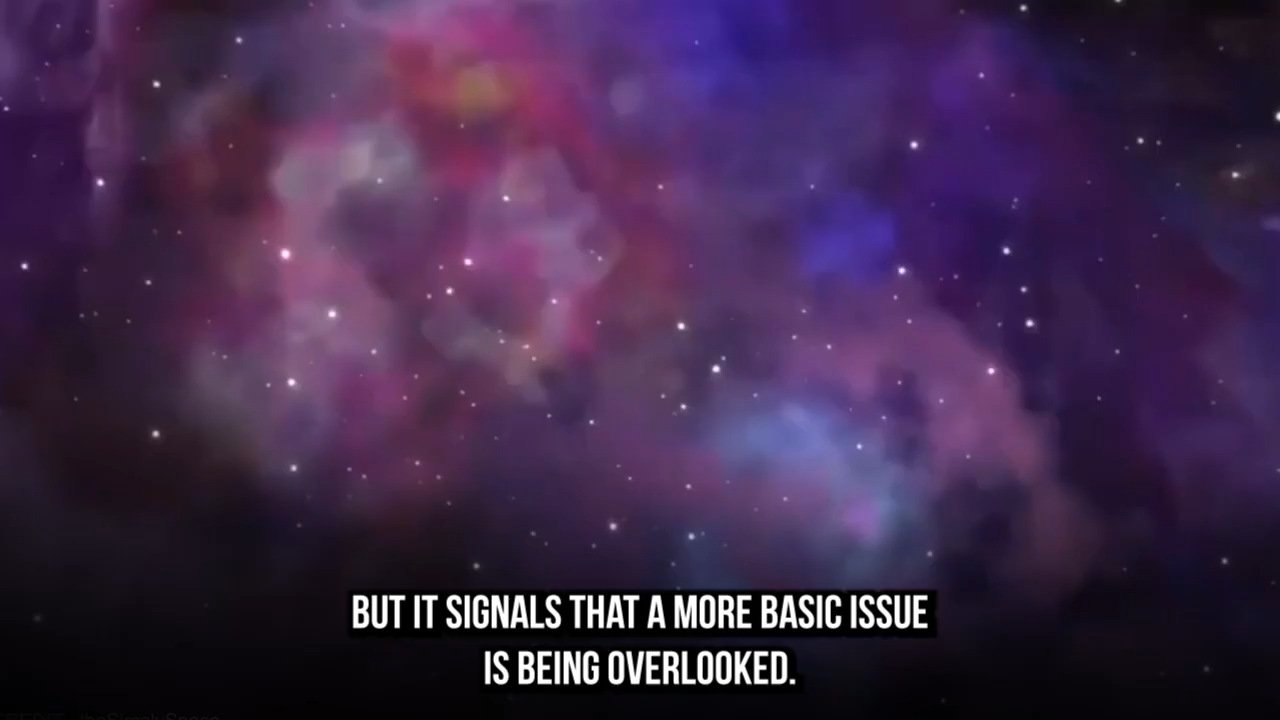 BUT IT SIGNALS THAT A MORE BASIC ISSUE
IS BEING OVERLOOKED.